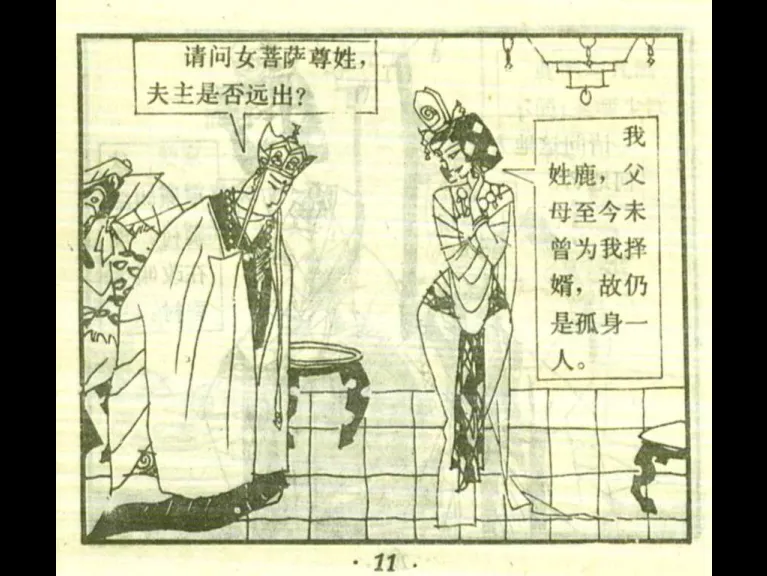 请问女菩萨尊姓，
夫主是否远出？
我
姓鹿，父
母至今未
曾为我择
婿，故仍
是孤身一
人。
· 11 ·